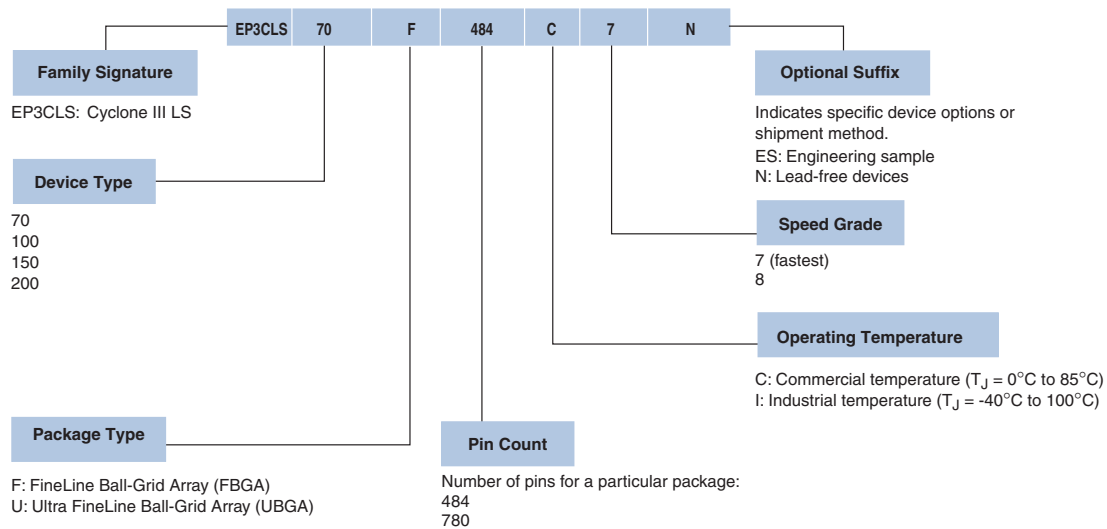 EP3CLS 70 F 484 C 7 N
Family Signature
EP3CLS: Cyclone III LS
Device Type
70
100
150
200
Package Type
F: FineLine Ball-Grid Array (FBGA)
U: Ultra FineLine Ball-Grid Array (UBGA)
Pin Count
Number of pins for a particular package:
484
780
Optional Suffix
Indicates specific device options or
shipment method.
ES: Engineering sample
N: Lead-free devices
Speed Grade
7 (fastest)
8
Operating Temperature
C: Commercial temperature (TJ = 0°C to 85°C)
I: Industrial temperature (TJ = -40°C to 100°C)